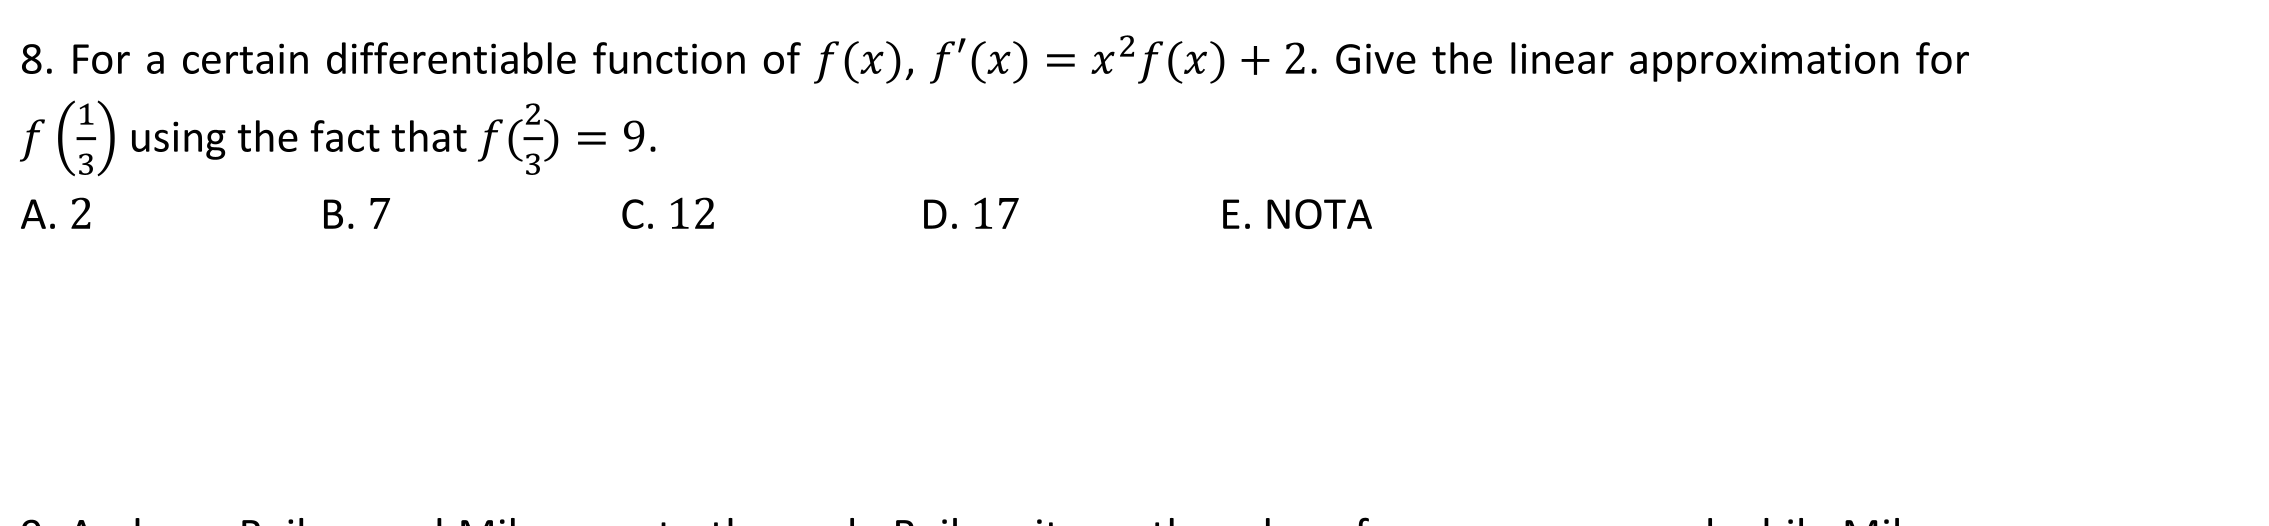 8. For a certain differentiable function of f(x), f′(x) = x²f(x) + 2. Give the linear approximation for
f(1/3) using the fact that f(2/3) = 9.
A. 2 B. 7 C. 12 D. 17 E. NOTA